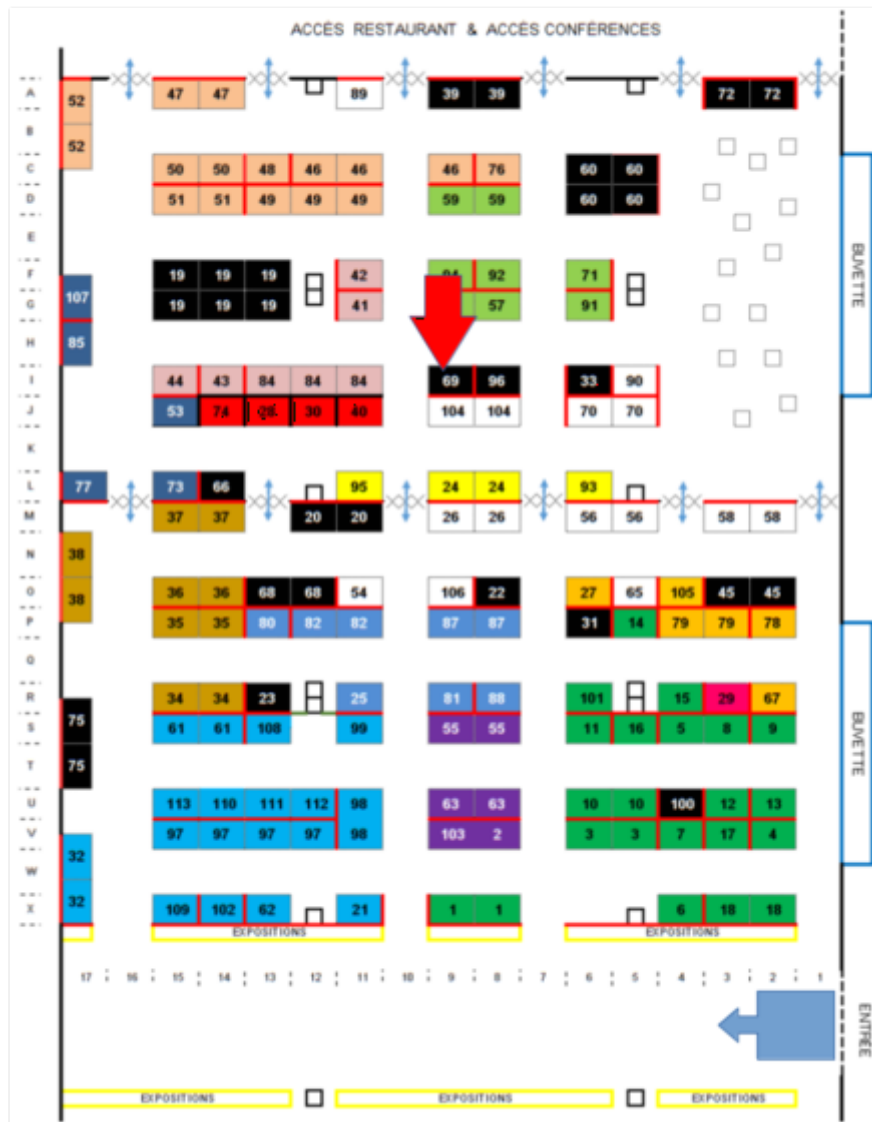 ACCÈS RESTAURANT & ACCÈS CONFÉRENCES
A 52 47 47 89 39 39 72 72
B 52
C 50 50 48 46 46 46 76 60 60
D 51 51 49 49 49 59 59 60 60
E
BUVETTE
F 19 19 19 42 92 71
G 107 19 19 19 41 57 91
H 85
I 44 43 84 84 84 69 96 33 90
J 53 30 40 104 104 70 70
K
L 77 73 66 95 24 24 93
M 37 37 20 20 26 26 56 56 58 58
N 38
O 38 36 36 68 68 54 106 22 27 65 105 45 45
P 35 35 80 82 82 87 87 31 14 79 79 78
Q
R 34 34 23 25 81 88 101 15 29 67
S 75 61 61 108 99 55 55 11 16 5 8 9
BUVETTE
T 75
U 113 110 111 112 98 63 63 10 10 100 12 13
V 97 97 97 97 98 103 2 3 3 7 17 4
W 32
X 32 109 102 62 21 1 1 6 18 18
EXPOSITIONS EXPOSITIONS
17 16 15 14 13 12 11 10 9 8 7 6 5 4 3 2 1
ENTRÉE
EXPOSITIONS EXPOSITIONS EXPOSITIONS